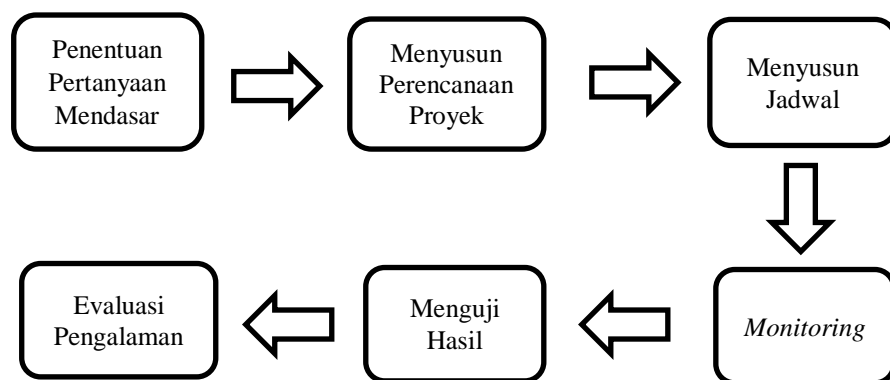 Penentuan
Pertanyaan
Mendasar
Menyusun
Perencanaan
Proyek
Menyusun
Jadwal
Monitoring
Menguji
Hasil
Evaluasi
Pengalaman